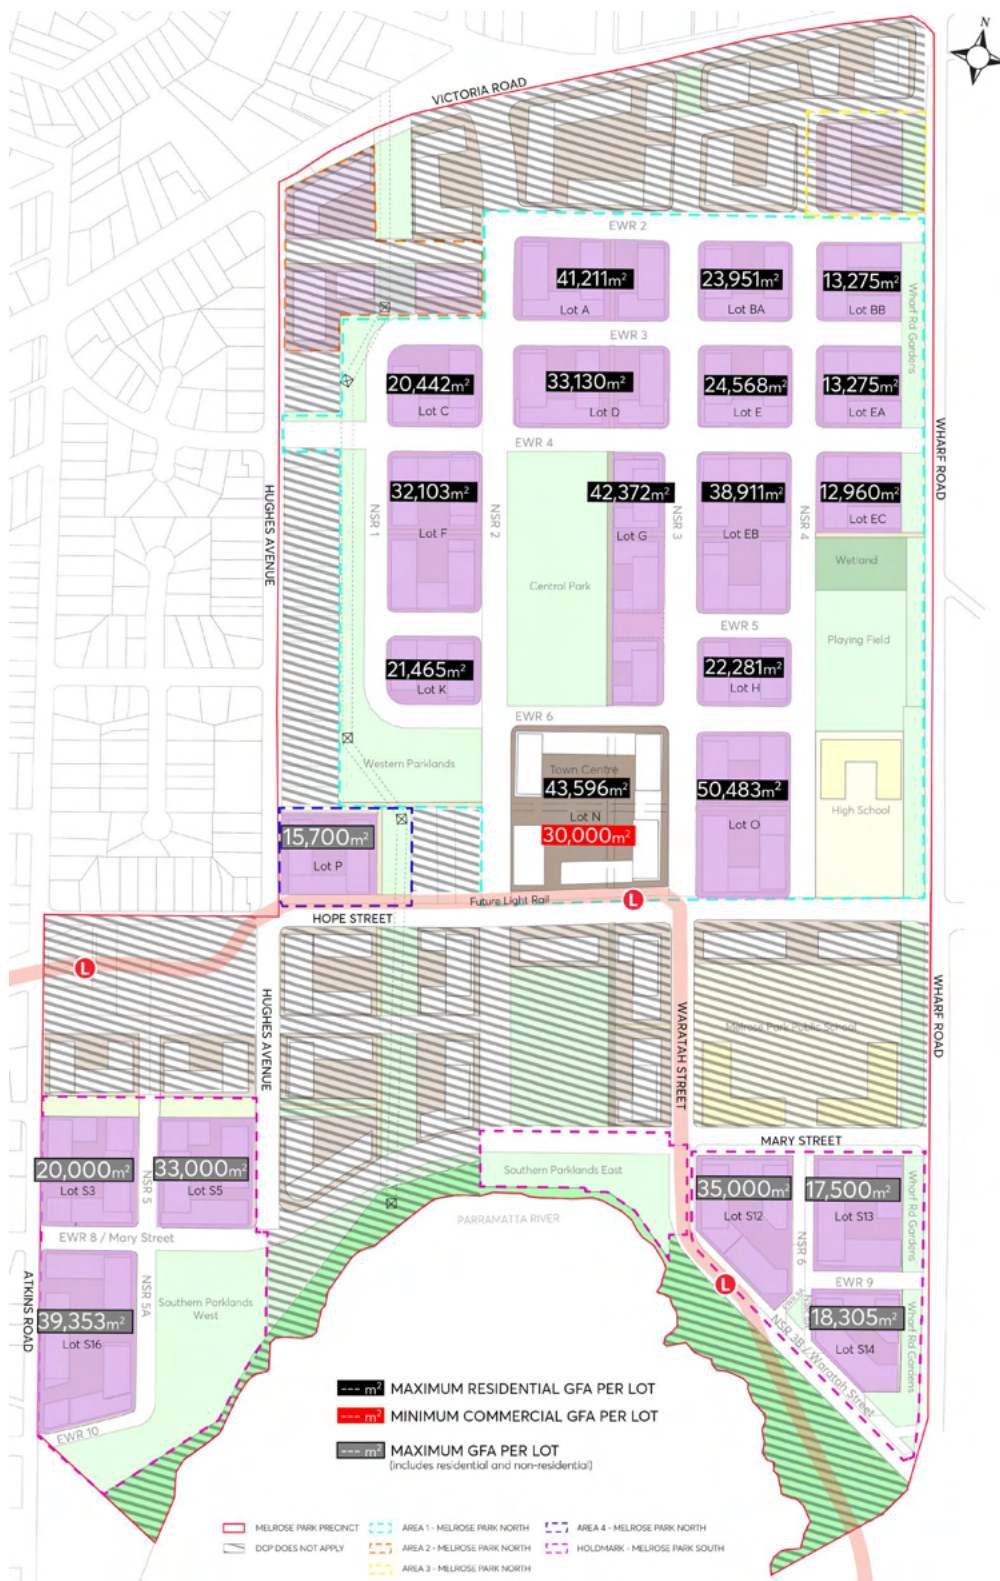 N
VICTORIA ROAD
EWR 2
41,211m²
Lot A
23,951m²
Lot BA
13,275m²
Lot BB
Wharf Rd Gardens
EWR 3
20,442m²
Lot C
33,130m²
Lot D
24,568m²
Lot E
13,275m²
Lot EA
WHARF ROAD
EWR 4
HUGHES AVENUE
NSR 1
32,103m²
Lot F
NSR 2
42,372m²
Lot G
NSR 3
38,911m²
Lot EB
NSR 4
12,960m²
Lot EC
Wetland
Central Park
EWR 5
Playing Field
21,465m²
Lot K
22,281m²
Lot H
EWR 6
Western Parklands
Town Centre
43,596m²
Lot N
30,000m²
50,483m²
Lot O
High School
15,700m²
Lot P
Future Light Rail
L
HOPE STREET
L
HUGHES AVENUE
WARATAH STREET
Melrose Park Public School
WHARF ROAD
MARY STREET
20,000m²
Lot S3
NSR 5
33,000m²
Lot S5
Southern Parklands East
35,000m²
Lot S12
17,500m²
Lot S13
Wharf Rd Gardens
PARRAMATTA RIVER
EWR 8 / Mary Street
NSR 6
EWR 9
ATKINS ROAD
NSR 5A
Southern Parklands
West
L
39,353m²
Lot S16
18,305m²
Lot S14
Wharf Rd Gardens
NSR 3B / Waratah Street
EWR 10
--- m² MAXIMUM RESIDENTIAL GFA PER LOT
--- m² MINIMUM COMMERCIAL GFA PER LOT
--- m² MAXIMUM GFA PER LOT
(includes residential and non-residential)
MELROSE PARK PRECINCT
AREA 1 - MELROSE PARK NORTH
AREA 4 - MELROSE PARK NORTH
DCP DOES NOT APPLY
AREA 2 - MELROSE PARK NORTH
HOLDMARK - MELROSE PARK SOUTH
AREA 3 - MELROSE PARK NORTH